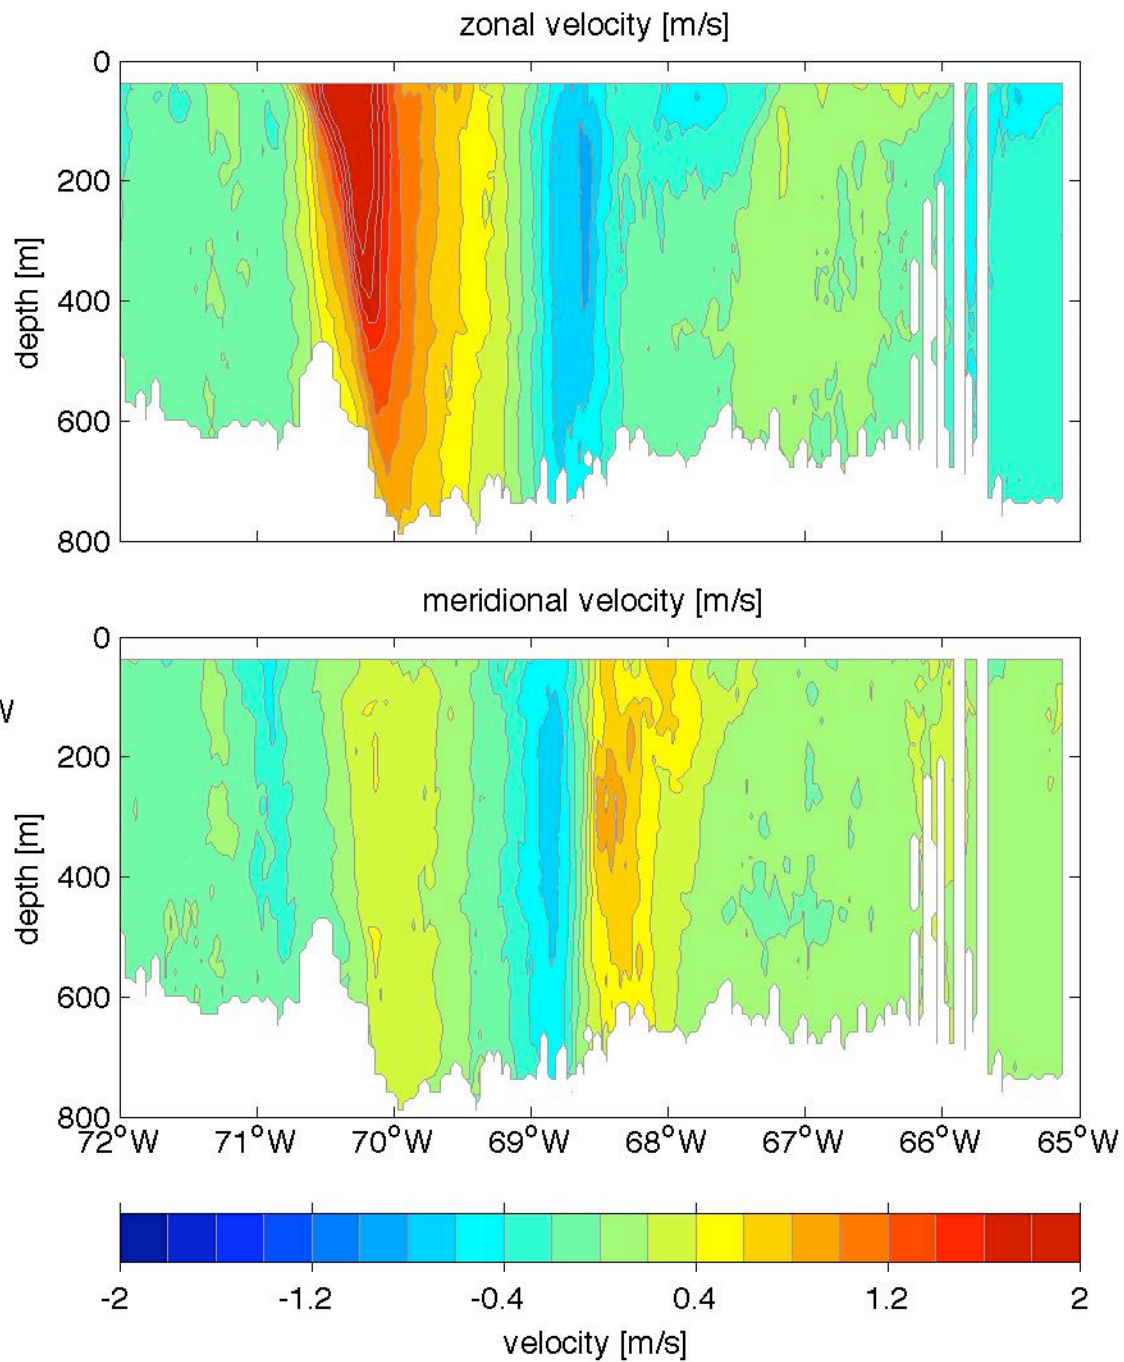 zonal velocity [m/s]
0
200
400
600
800
depth [m]
meridional velocity [m/s]
W
0
200
400
600
800
depth [m]
72°W 71°W 70°W 69°W 68°W 67°W 66°W 65°W
-2 -1.2 -0.4 0.4 1.2 2
velocity [m/s]